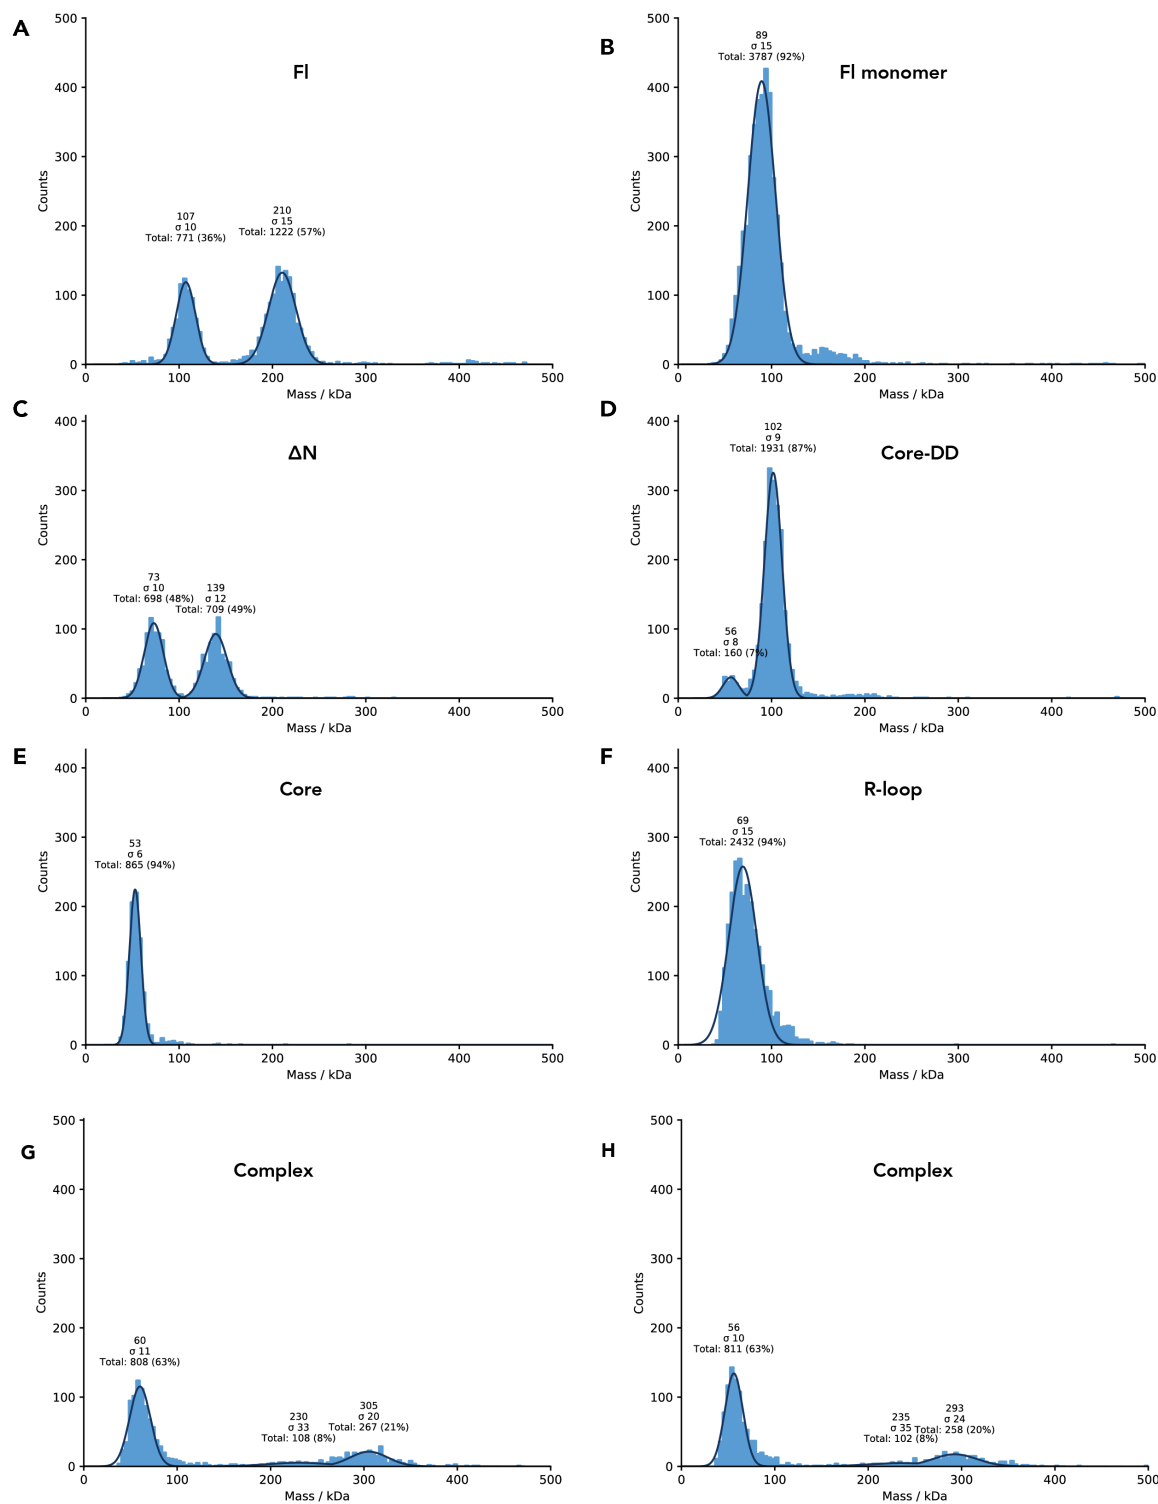 A
Fl
107
σ 10
Total: 771 (36%)
210
σ 15
Total: 1222 (57%)
Counts
500
400
300
200
100
0
0 100 200 300 400 500
Mass / kDa
B
Fl monomer
89
σ 15
Total: 3787 (92%)
Counts
500
400
300
200
100
0
0 100 200 300 400 500
Mass / kDa
C
ΔN
73
σ 10
Total: 698 (48%)
139
σ 12
Total: 709 (49%)
Counts
400
300
200
100
0
0 100 200 300 400 500
Mass / kDa
D
Core-DD
102
σ 9
Total: 1931 (87%)
56
σ 8
Total: 160 (7%)
Counts
400
300
200
100
0
0 100 200 300 400 500
Mass / kDa
E
Core
53
σ 6
Total: 865 (94%)
Counts
400
300
200
100
0
0 100 200 300 400 500
Mass / kDa
F
R-loop
69
σ 15
Total: 2432 (94%)
Counts
400
300
200
100
0
0 100 200 300 400 500
Mass / kDa
G
Complex
60
σ 11
Total: 808 (63%)
230
σ 33
Total: 108 (8%)
305
σ 20
Total: 267 (21%)
Counts
500
400
300
200
100
0
0 100 200 300 400 500
Mass / kDa
H
Complex
56
σ 10
Total: 811 (63%)
235
σ 35
Total: 102 (8%)
293
σ 24
Total: 258 (20%)
Counts
500
400
300
200
100
0
0 100 200 300 400 500
Mass / kDa